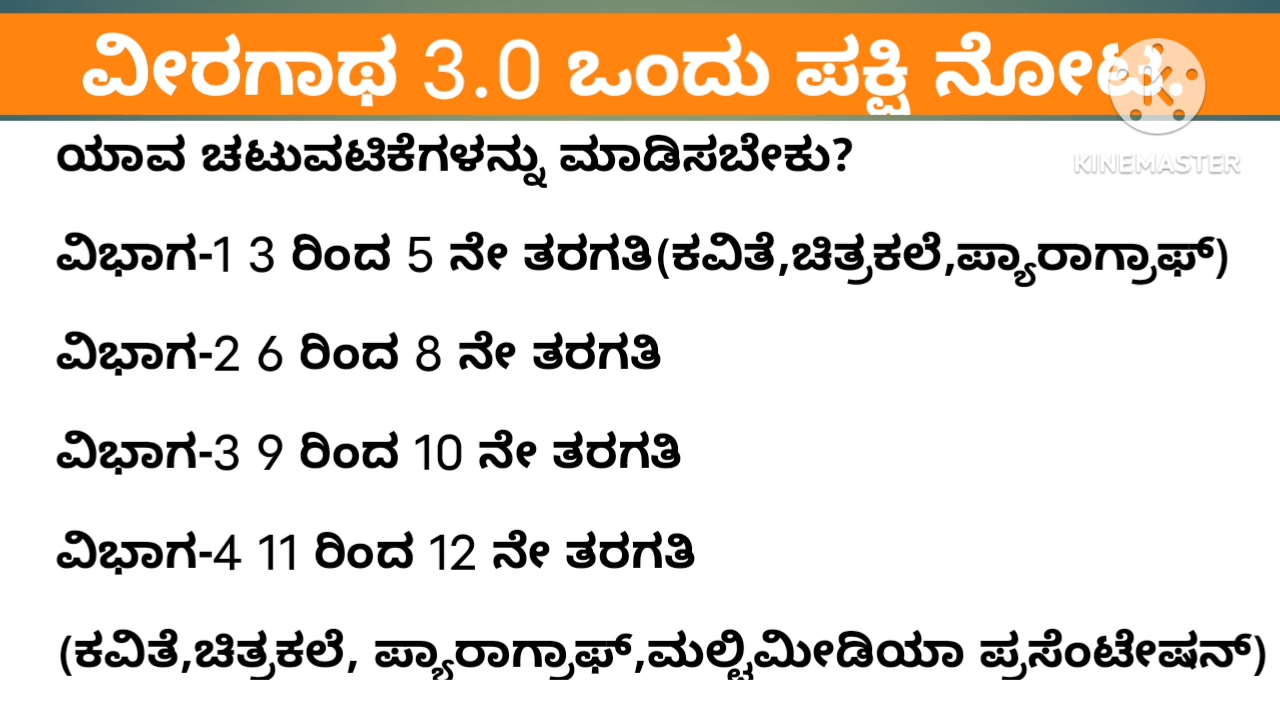 ವೀರಗಾಥ 3.0 ಒಂದು ಪಕ್ಷಿ ನೋಟ.
KINEMASTER
ಯಾವ ಚಟುವಟಿಕೆಗಳನ್ನು ಮಾಡಿಸಬೇಕು?
ವಿಭಾಗ-1 3 ರಿಂದ 5 ನೇ ತರಗತಿ(ಕವಿತೆ,ಚಿತ್ರಕಲೆ,ಪ್ಯಾರಾಗ್ರಾಫ್)
ವಿಭಾಗ-2 6 ರಿಂದ 8 ನೇ ತರಗತಿ
ವಿಭಾಗ-3 9 ರಿಂದ 10 ನೇ ತರಗತಿ
ವಿಭಾಗ-4 11 ರಿಂದ 12 ನೇ ತರಗತಿ
(ಕವಿತೆ,ಚಿತ್ರಕಲೆ, ಪ್ಯಾರಾಗ್ರಾಫ್,ಮಲ್ಟಿಮೀಡಿಯಾ ಪ್ರಸೆಂಟೇಷನ್)